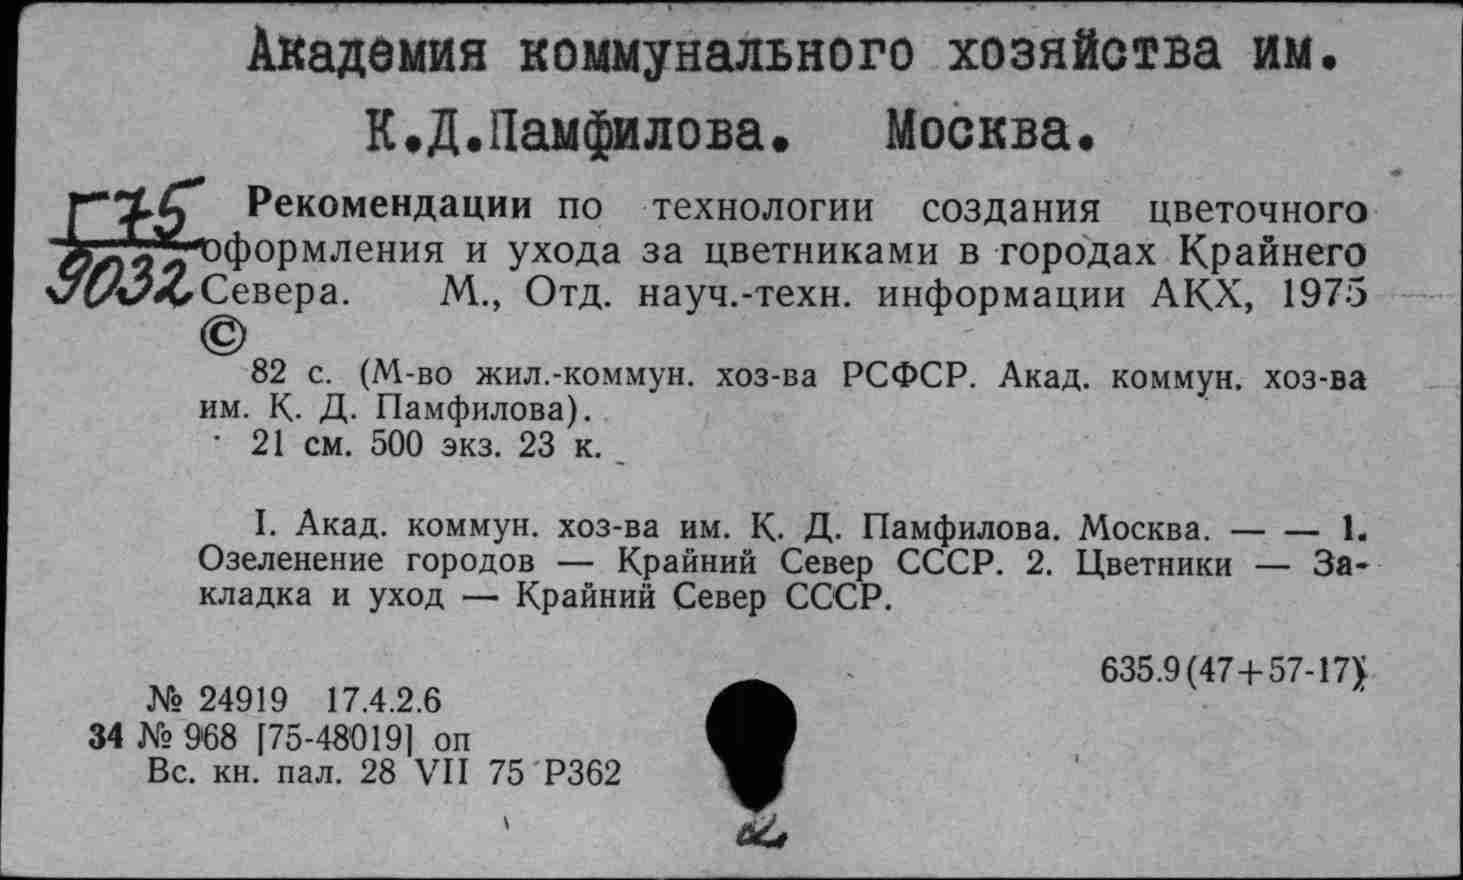 Академия коммунального хозяйства им.
К.Д.Памфилова. Москва.
Г75 Рекомендации по технологии создания цветочного
9032 оформления и ухода за цветниками в городах Крайнего
Севера. М., Отд. науч.-техн. информации АКХ, 1975
©
82 с. (М-во жил.-коммун. хоз-ва РСФСР. Акад. коммун. хоз-ва
им. К. Д. Памфилова).
21 см. 500 экз. 23 к.
I. Акад. коммун. хоз-ва им. К. Д. Памфилова. Москва. — — 1.
Озеленение городов — Крайний Север СССР. 2. Цветники — За-
кладка и уход — Крайний Север СССР.
635.9(47+57-17)
№ 24919 17.4.2.6
34 № 968 [75-48019] оп
Вс. кн. пал. 28 VII 75 Р362